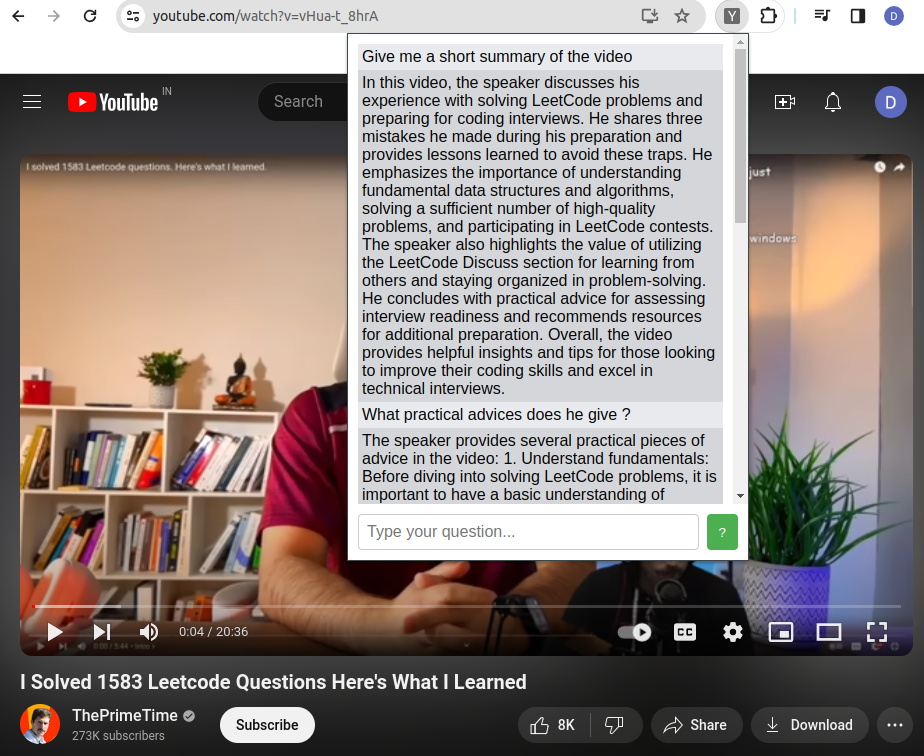 youtube.com/watch?v=vHua-t_8hrA
Y
D
YouTube
IN
Search
D
Give me a short summary of the video
In this video, the speaker discusses his
experience with solving LeetCode problems and
preparing for coding interviews. He shares three
mistakes he made during his preparation and
provides lessons learned to avoid these traps. He
emphasizes the importance of understanding
fundamental data structures and algorithms,
solving a sufficient number of high-quality
problems, and participating in LeetCode contests.
The speaker also highlights the value of utilizing
the LeetCode Discuss section for learning from
others and staying organized in problem-solving.
He concludes with practical advice for assessing
interview readiness and recommends resources
for additional preparation. Overall, the video
provides helpful insights and tips for those looking
to improve their coding skills and excel in
technical interviews.
What practical advices does he give ?
The speaker provides several practical pieces of
advice in the video: 1. Understand fundamentals:
Before diving into solving LeetCode problems, it is
important to have a basic understanding of
Type your question...
?
I solved 1583 Leetcode questions. Here's what I learned.
just
windows
0:04 / 20:36
CC
0:00 / 5:44 • Intro
I Solved 1583 Leetcode Questions Here's What I Learned
ThePrimeTime
273K subscribers
Subscribe
8K
Share
Download